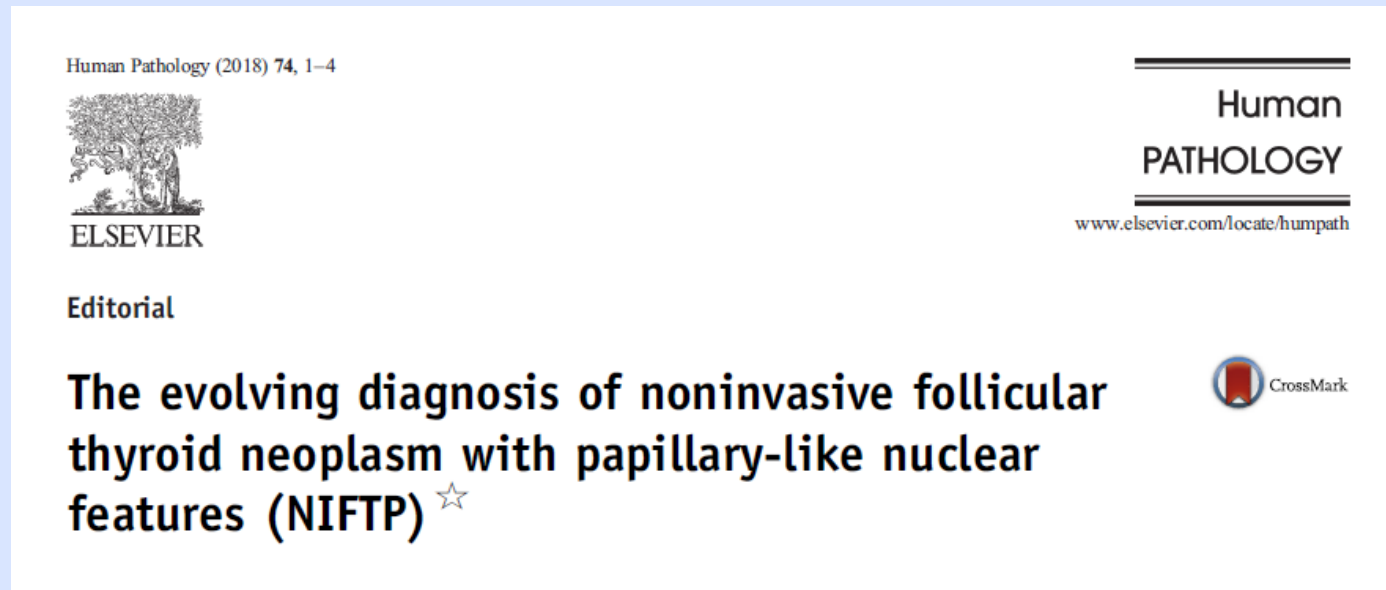 Human Pathology (2018) 74, 1–4
ELSEVIER
Human
PATHOLOGY
www.elsevier.com/locate/humpath
Editorial
The evolving diagnosis of noninvasive follicular
thyroid neoplasm with papillary-like nuclear
features (NIFTP) ☆
CrossMark